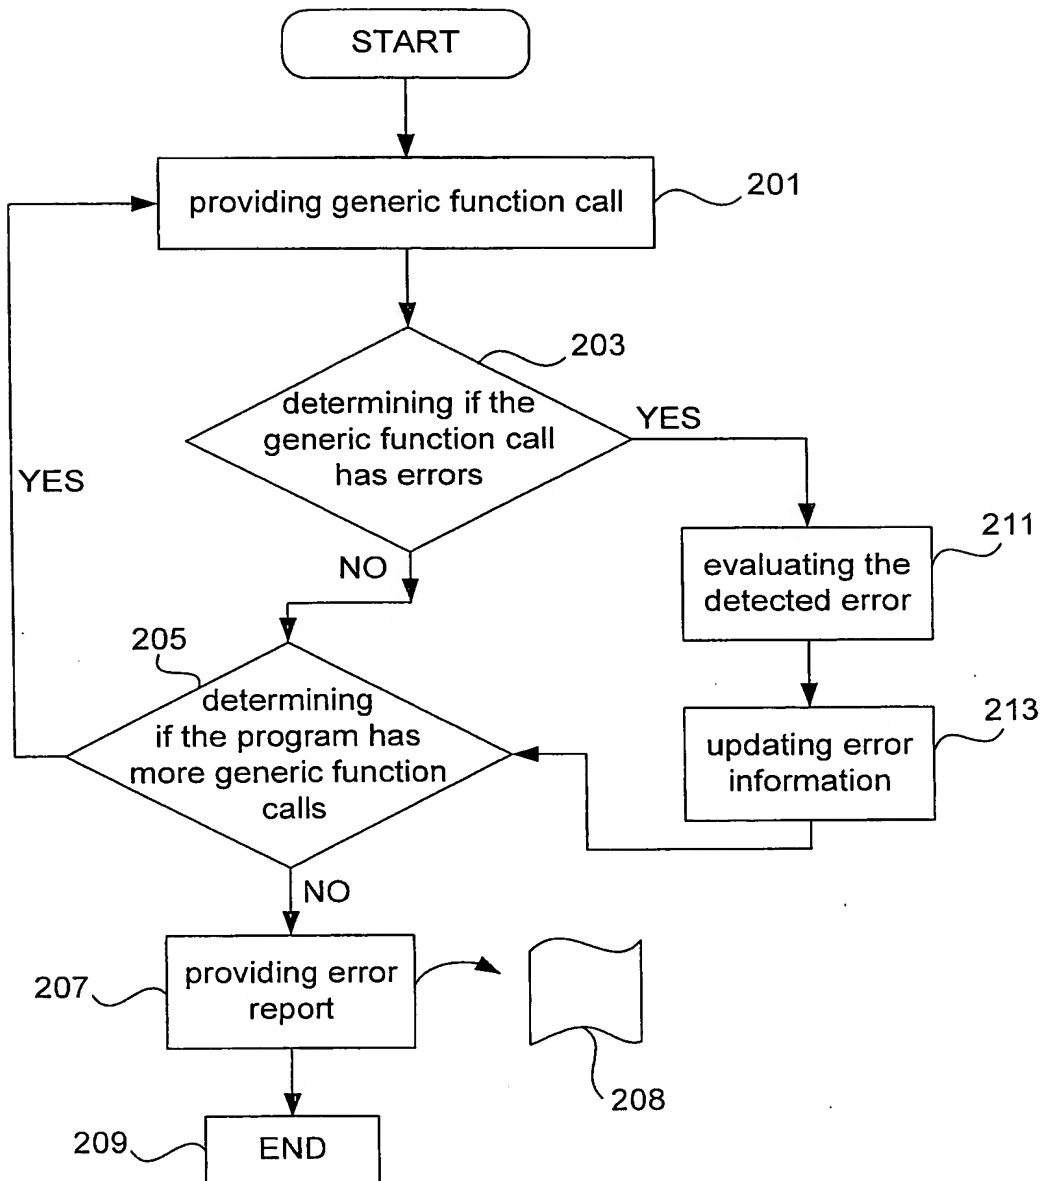 START
providing generic function call
201
203
determining if the
generic function call
has errors
YES
YES
211
evaluating the
detected error
NO
205
determining
if the program has
more generic function
calls
213
updating error
information
NO
207
providing error
report
208
209
END